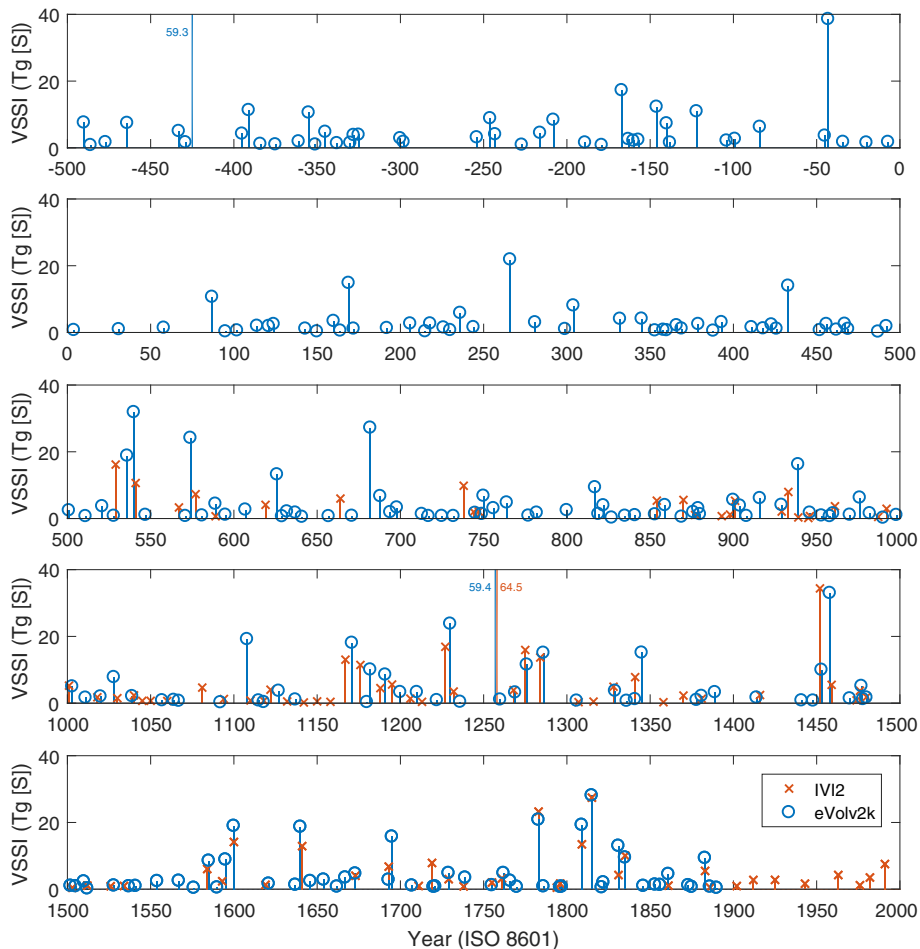 VSSI (Tg [S])
40
20
0
59.3
-500 -450 -400 -350 -300 -250 -200 -150 -100 -50 0
VSSI (Tg [S])
40
20
0
0 50 100 150 200 250 300 350 400 450 500
VSSI (Tg [S])
40
20
0
500 550 600 650 700 750 800 850 900 950 1000
VSSI (Tg [S])
40
20
0
59.4 64.5
1000 1050 1100 1150 1200 1250 1300 1350 1400 1450 1500
VSSI (Tg [S])
40
20
0
IVI2
eVolv2k
1500 1550 1600 1650 1700 1750 1800 1850 1900 1950 2000
Year (ISO 8601)